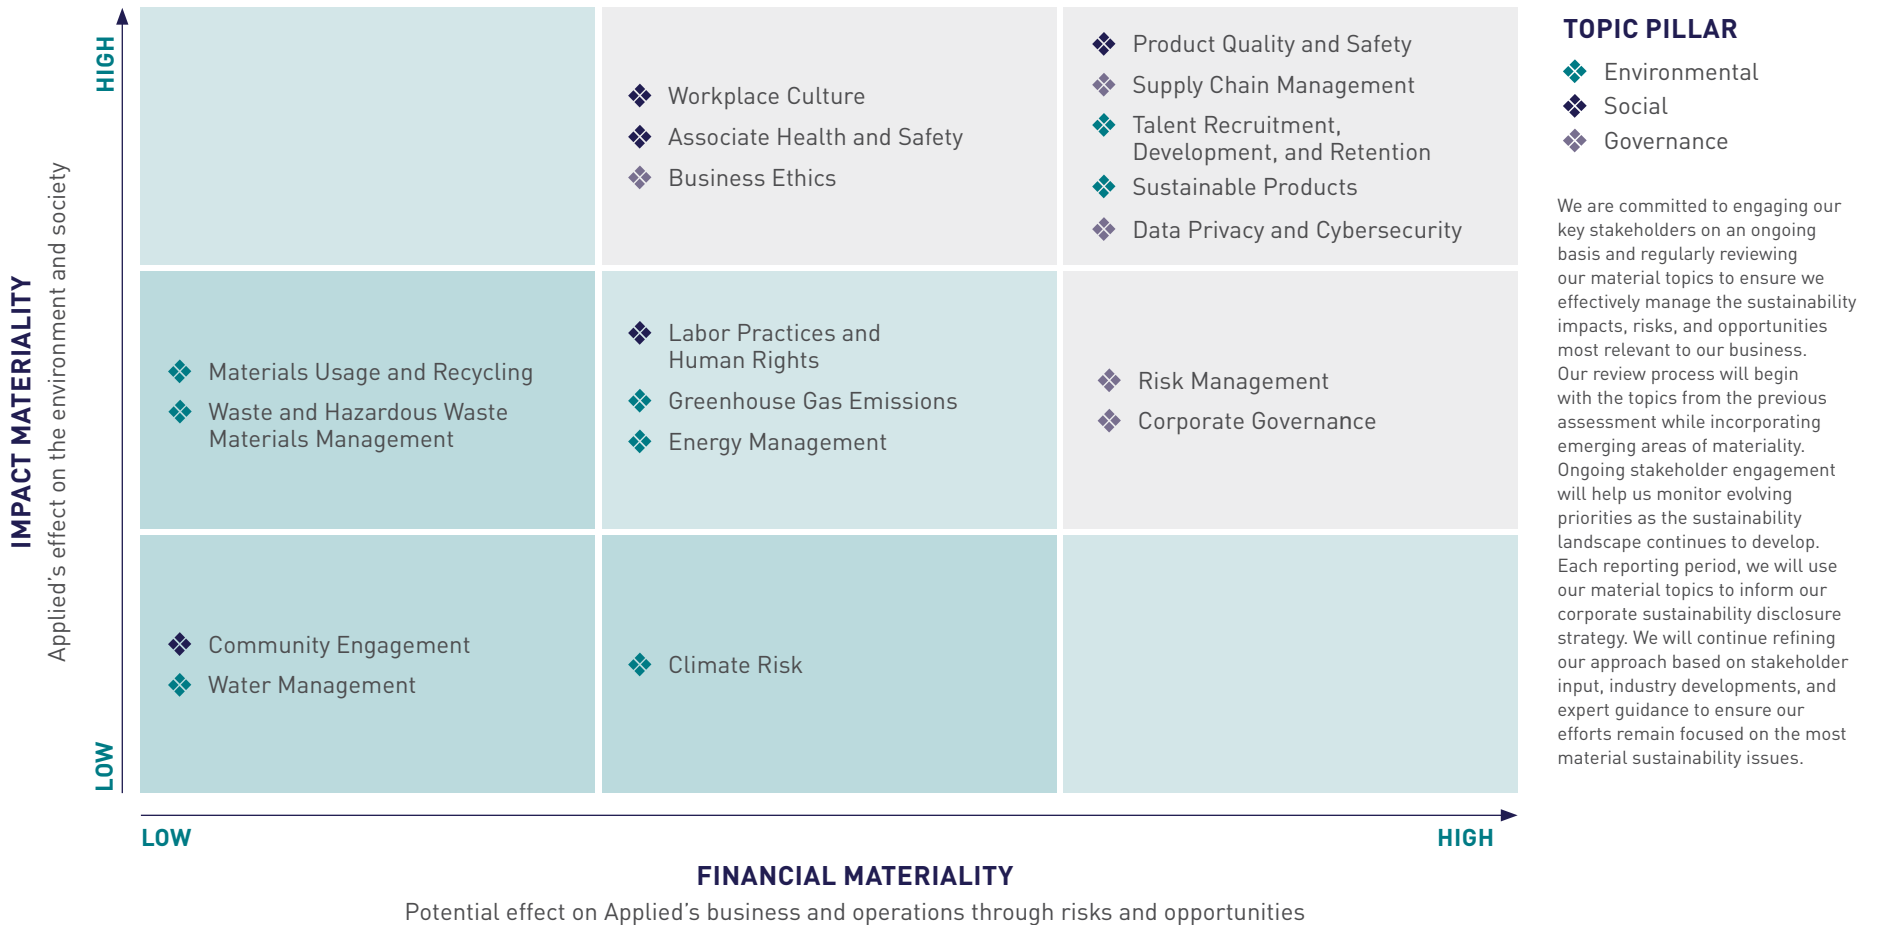 IMPACT MATERIALITY
Applied's effect on the environment and society
HIGH
LOW
Workplace Culture
Associate Health and Safety
Business Ethics
Product Quality and Safety
Supply Chain Management
Talent Recruitment,
Development, and Retention
Sustainable Products
Data Privacy and Cybersecurity
Materials Usage and Recycling
Waste and Hazardous Waste
Materials Management
Labor Practices and
Human Rights
Greenhouse Gas Emissions
Energy Management
Risk Management
Corporate Governance
Community Engagement
Water Management
Climate Risk
LOW
HIGH
FINANCIAL MATERIALITY
Potential effect on Applied's business and operations through risks and opportunities
TOPIC PILLAR
Environmental
Social
Governance
We are committed to engaging our
key stakeholders on an ongoing
basis and regularly reviewing
our material topics to ensure we
effectively manage the sustainability
impacts, risks, and opportunities
most relevant to our business.
Our review process will begin
with the topics from the previous
assessment while incorporating
emerging areas of materiality.
Ongoing stakeholder engagement
will help us monitor evolving
priorities as the sustainability
landscape continues to develop.
Each reporting period, we will use
our material topics to inform our
corporate sustainability disclosure
strategy. We will continue refining
our approach based on stakeholder
input, industry developments, and
expert guidance to ensure our
efforts remain focused on the most
material sustainability issues.